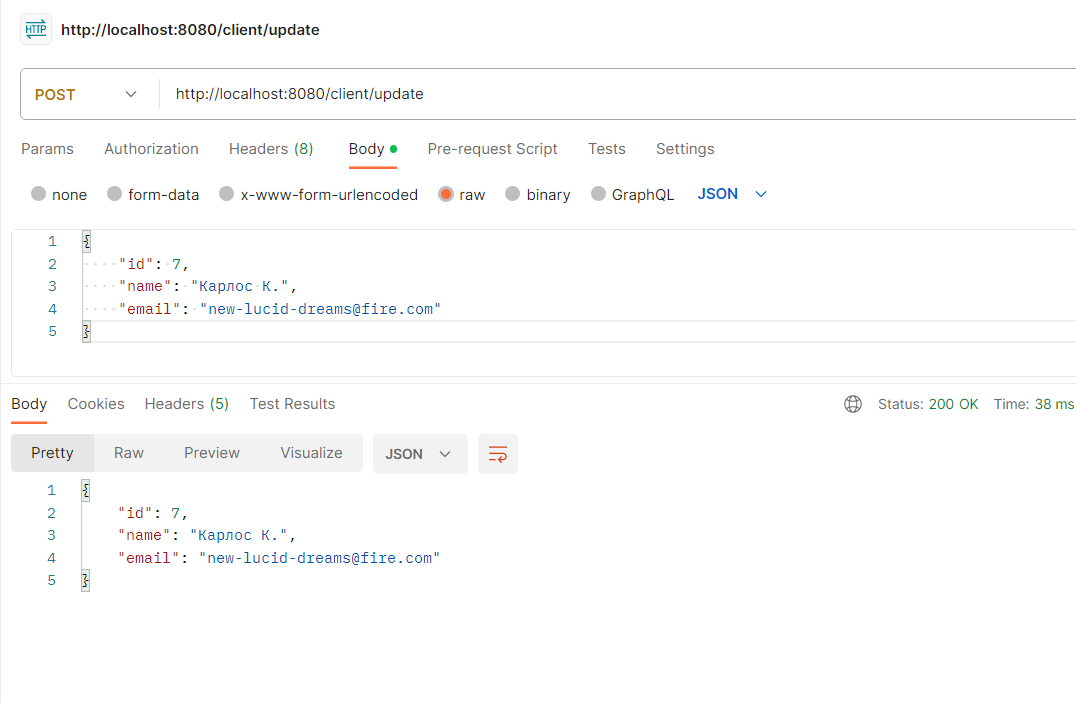 HTTP http://localhost:8080/client/update
POST http://localhost:8080/client/update
Params Authorization Headers (8) Body Pre-request Script Tests Settings
none form-data x-www-form-urlencoded raw binary GraphQL JSON
1 {
2 "id": 7,
3 "name": "Карлос К.",
4 "email": "new-lucid-dreams@fire.com"
5 }
Body Cookies Headers (5) Test Results Status: 200 OK Time: 38 ms
Pretty Raw Preview Visualize JSON
1 {
2 "id": 7,
3 "name": "Карлос К.",
4 "email": "new-lucid-dreams@fire.com"
5 }